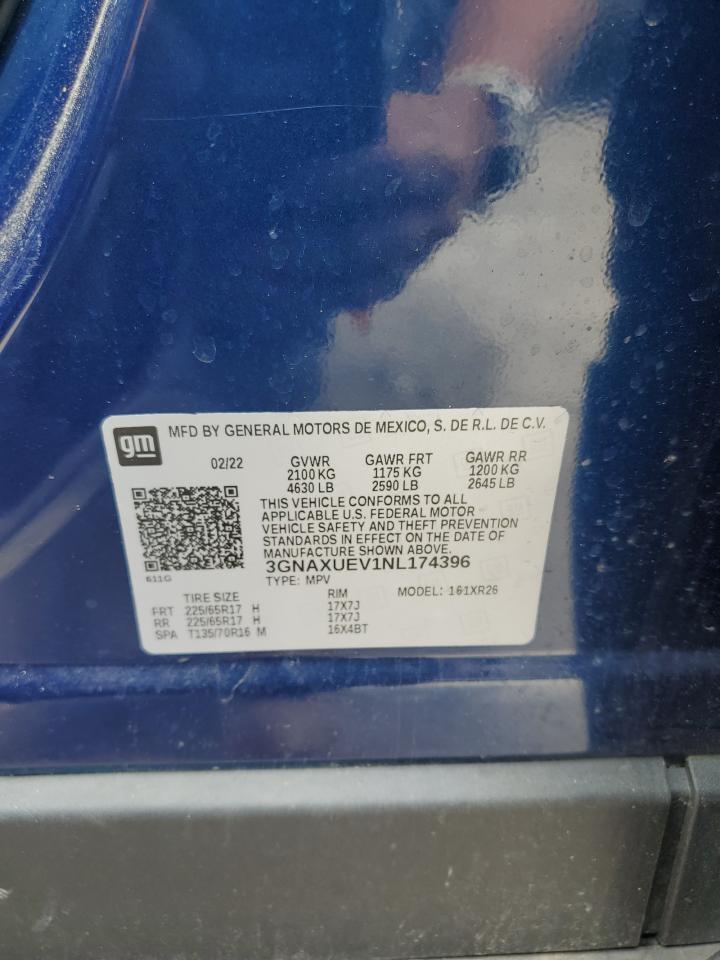 gm MFD BY GENERAL MOTORS DE MEXICO, S. DE R.L. DE C.V.
02/22 GVWR GAWR FRT GAWR RR
2100 KG 1175 KG 1200 KG
4630 LB 2590 LB 2645 LB
THIS VEHICLE CONFORMS TO ALL
APPLICABLE U.S. FEDERAL MOTOR
VEHICLE SAFETY AND THEFT PREVENTION
STANDARDS IN EFFECT ON THE DATE OF
MANUFACTURE SHOWN ABOVE.
611G 3GNAXUEV1NL174396
TYPE: MPV MODEL: 161XR26
TIRE SIZE RIM
FRT 225/65R17 H 17X7J
RR 225/65R17 H 17X7J
SPA T135/70R16 M 16X4BT